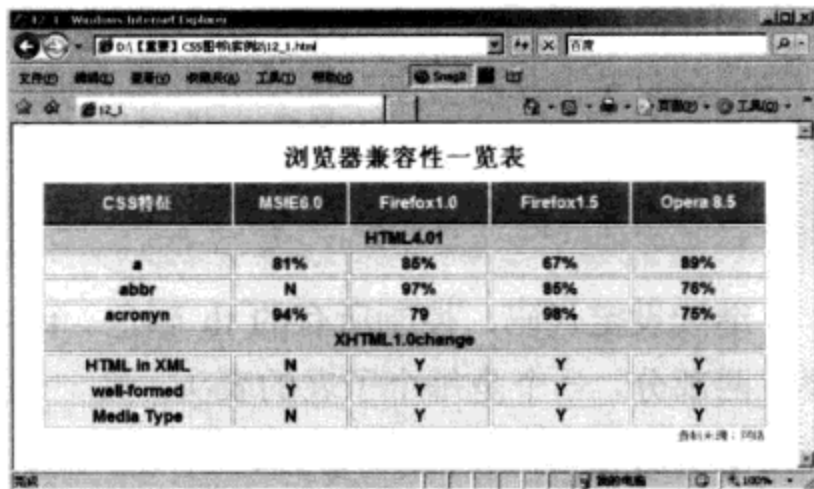 12_1 - Windows Internet Explorer
D:\【重要】CSS图书\实例\12_1.html 百度
文件(F) 编辑(E) 查看(V) 收藏夹(A) 工具(T) 帮助(H) SnagIt
12_1 页面(P) 工具(O)
浏览器兼容性一览表
CSS特征 MSIE6.0 Firefox1.0 Firefox1.5 Opera 8.5
HTML4.01
a 81% 85% 67% 89%
abbr N 97% 85% 76%
acronyn 94% 79 98% 75%
XHTML1.0change
HTML in XML N Y Y Y
well-formed Y Y Y Y
Media Type N Y Y Y
来源：网络
完成 我的电脑 100%